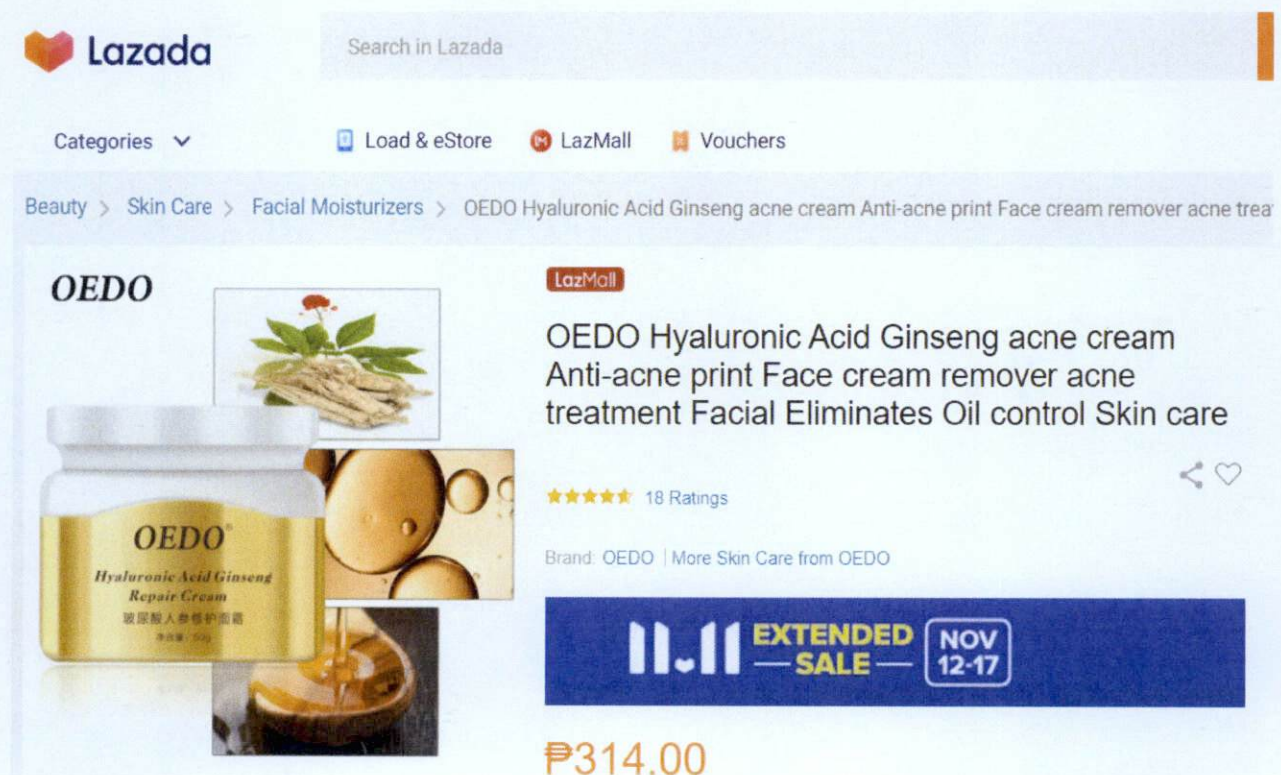 Lazada
Search in Lazada
Categories
Load & eStore
LazMall
Vouchers
Beauty > Skin Care > Facial Moisturizers > OEDO Hyaluronic Acid Ginseng acne cream Anti-acne print Face cream remover acne trea
OEDO
LazMall
OEDO Hyaluronic Acid Ginseng acne cream
Anti-acne print Face cream remover acne
treatment Facial Eliminates Oil control Skin care
18 Ratings
Brand: OEDO | More Skin Care from OEDO
OEDO®
Hyaluronic Acid Ginseng
Repair Cream
玻尿酸人参修护面霜
净含量：50g
11.11 EXTENDED SALE NOV 12-17
₱314.00